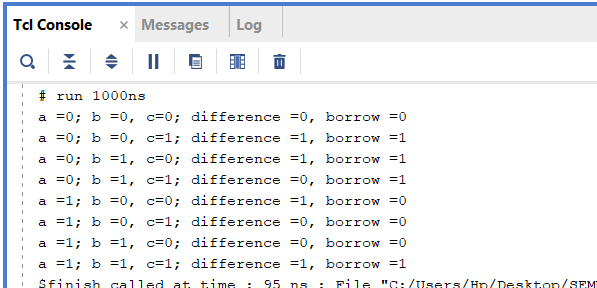 Tcl Console × Messages Log
# run 1000ns
a =0; b =0, c=0; difference =0, borrow =0
a =0; b =0, c=1; difference =1, borrow =1
a =0; b =1, c=0; difference =1, borrow =1
a =0; b =1, c=1; difference =0, borrow =1
a =1; b =0, c=0; difference =1, borrow =0
a =1; b =0, c=1; difference =0, borrow =0
a =1; b =1, c=0; difference =0, borrow =0
a =1; b =1, c=1; difference =1, borrow =1
$finish called at time : 95 ns : File "C:/Users/Hp/Desktop/SEM